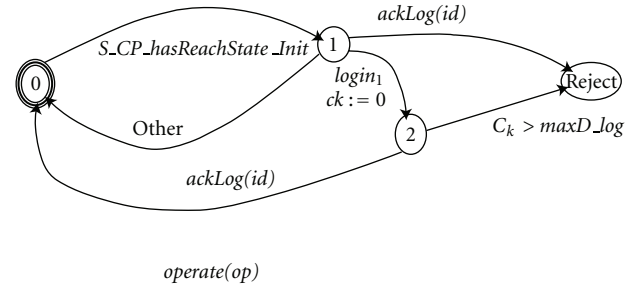 ackLog(id)
S_CP_hasReachState_Init
1
0
login₁
ck := 0
Reject
Other
2
Cₖ > maxD_log
ackLog(id)
operate(op)